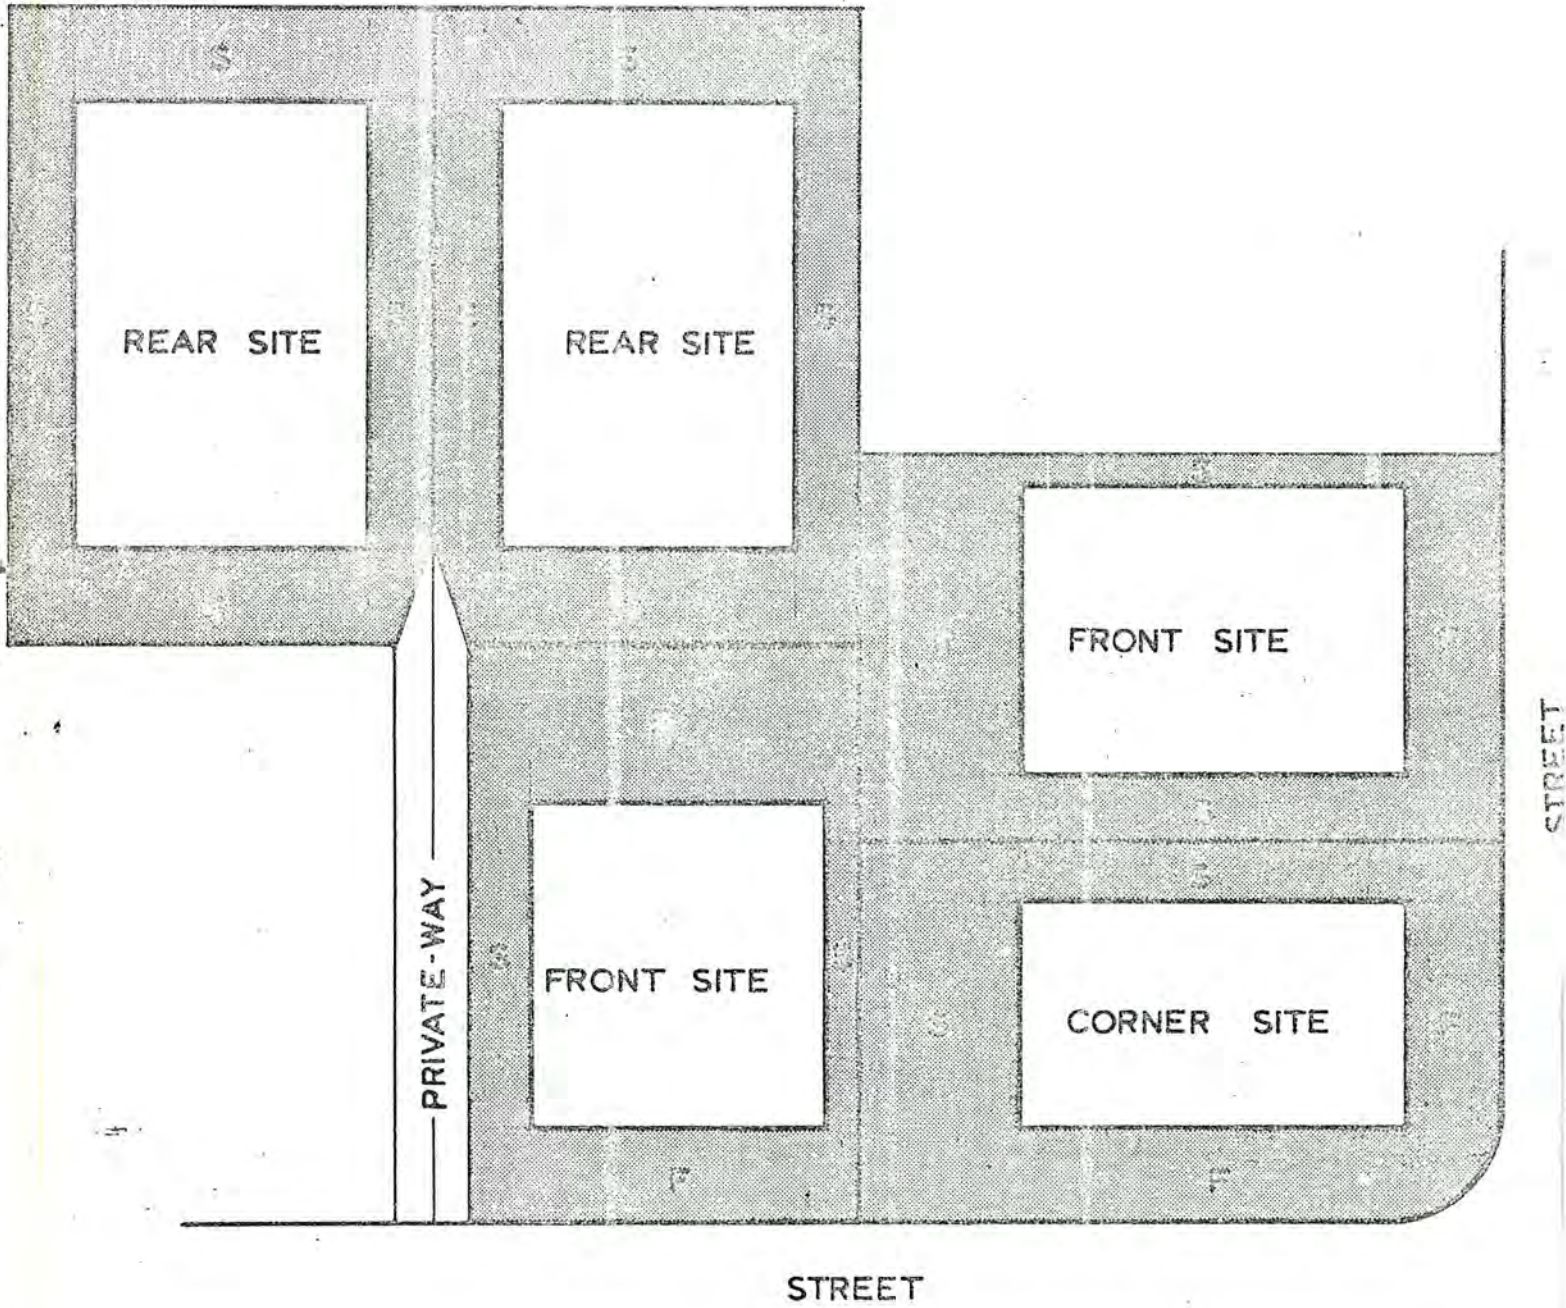 S
REAR SITE
REAR SITE
FRONT SITE
STREET
S
FRONT SITE
S
CORNER SITE
PRIVATE-WAY
F
F
STREET